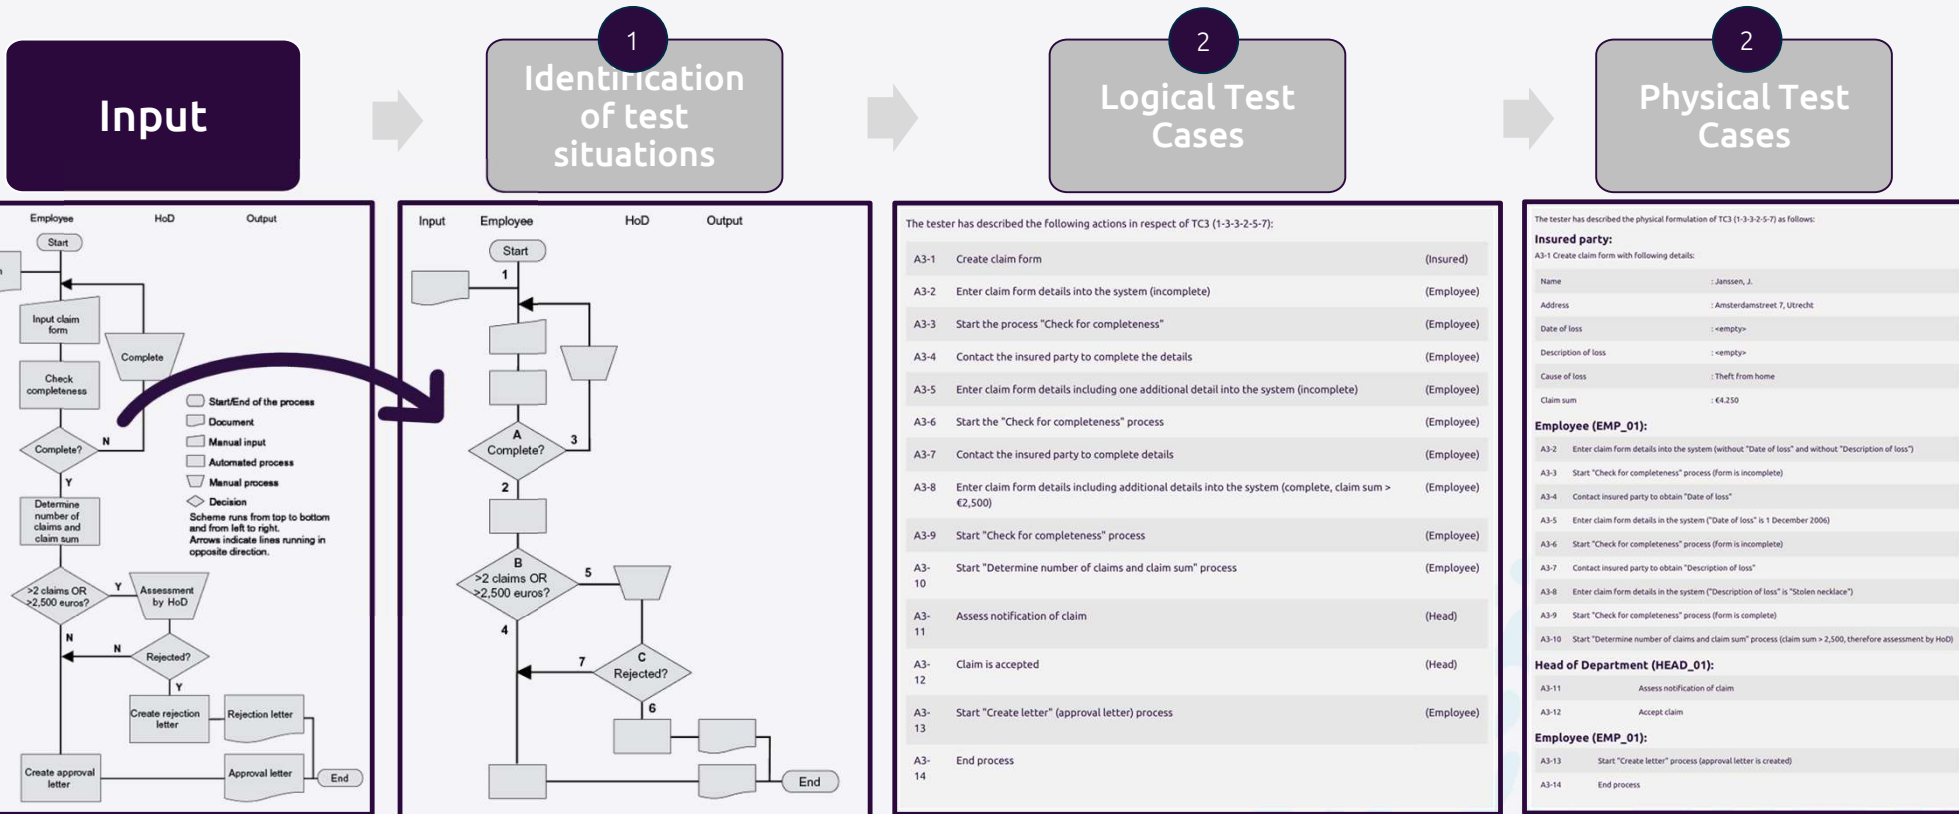 Input
1
Identification
of test
situations
2
Logical Test
Cases
2
Physical Test
Cases
Employee HoD Output
Start
Input claim
form
Complete
Check
completeness
Complete?
N
Y
Determine
number of
claims and
claim sum
>2 claims OR
>2,500 euros?
Y
Assessment
by HoD
N
N
Rejected?
Y
Create rejection
letter
Rejection letter
Create approval
letter
Approval letter
End
Start/End of the process
Document
Manual input
Automated process
Manual process
Decision
Scheme runs from top to bottom
and from left to right.
Arrows indicate lines running in
opposite direction.
Input Employee HoD Output
Start
1
A
Complete?
3
2
B
>2 claims OR
>2,500 euros?
5
4
7
C
Rejected?
6
End
The tester has described the following actions in respect of TC3 (1-3-3-2-5-7):
A3-1 Create claim form (Insured)
A3-2 Enter claim form details into the system (incomplete) (Employee)
A3-3 Start the process "Check for completeness" (Employee)
A3-4 Contact the insured party to complete the details (Employee)
A3-5 Enter claim form details including one additional detail into the system (incomplete) (Employee)
A3-6 Start the "Check for completeness" process (Employee)
A3-7 Contact the insured party to complete details (Employee)
A3-8 Enter claim form details including additional details into the system (complete, claim sum > (Employee)
€2,500)
A3-9 Start "Check for completeness" process (Employee)
A3- Start "Determine number of claims and claim sum" process (Employee)
10
A3- Assess notification of claim (Head)
11
A3- Claim is accepted (Head)
12
A3- Start "Create letter" (approval letter) process (Employee)
13
A3- End process
14
The tester has described the physical formulation of TC3 (1-3-3-2-5-7) as follows:
Insured party:
A3-1 Create claim form with following details:
Name : Janssen, J.
Address : Amsterdamstreet 7, Utrecht
Date of loss : <empty>
Description of loss : <empty>
Cause of loss : Theft from home
Claim sum : €4.250
Employee (EMP_01):
A3-2 Enter claim form details into the system (without "Date of loss" and without "Description of loss")
A3-3 Start "Check for completeness" process (form is incomplete)
A3-4 Contact insured party to obtain "Date of loss"
A3-5 Enter claim form details in the system ("Date of loss" is 1 December 2006)
A3-6 Start "Check for completeness" process (form is incomplete)
A3-7 Contact insured party to obtain "Description of loss"
A3-8 Enter claim form details in the system ("Description of loss" is "Stolen necklace")
A3-9 Start "Check for completeness" process (form is complete)
A3-10 Start "Determine number of claims and claim sum" process (claim sum > 2,500, therefore assessment by HoD)
Head of Department (HEAD_01):
A3-11 Assess notification of claim
A3-12 Accept claim
Employee (EMP_01):
A3-13 Start "Create letter" process (approval letter is created)
A3-14 End process